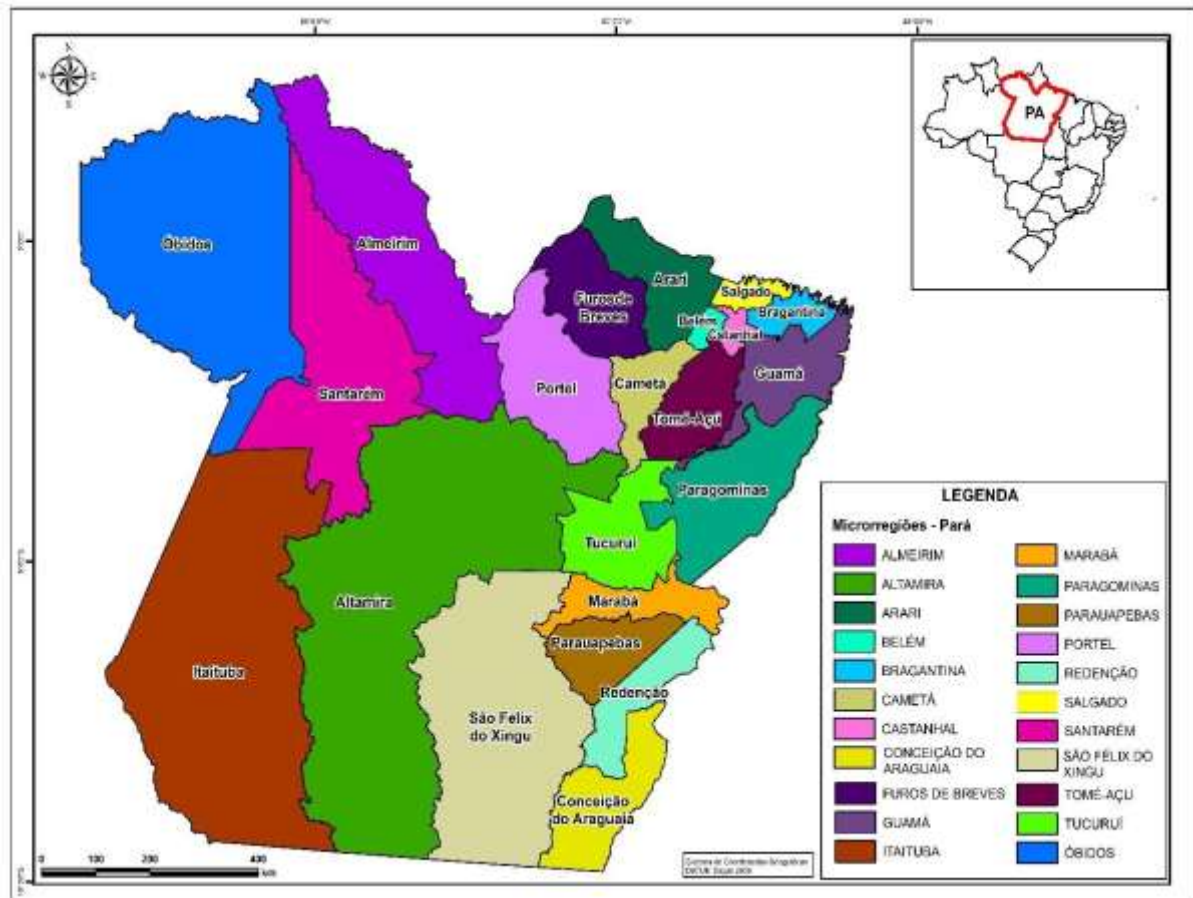 N
W
E
S
PA
Óbidos
Almeirim
Arari
Salgado
Furos de
Breves
Belém
Bragantina
Castanhal
Santarém
Portel
Cametá
Guamá
Tomé-Açú
Paragominas
Tucuruí
Altamira
Marabá
Parauapebas
Itaituba
Redenção
São Félix
do Xingu
Conceição
do Araguaia
LEGENDA
Microrregiões - Pará
ALMEIRIM
ALTAMIRA
ARARI
BELÉM
BRAGANTINA
CAMETÁ
CASTANHAL
CONCEIÇÃO DO
ARAGUAIA
FUROS DE BREVES
GUAMÁ
ITAITUBA
MARABÁ
PARAGOMINAS
PARAUAPEBAS
PORTEL
REDENÇÃO
SALGADO
SANTARÉM
SÃO FÉLIX DO
XINGU
TOMÉ-AÇU
TUCURUÍ
ÓBIDOS
0 100 200 400
Km